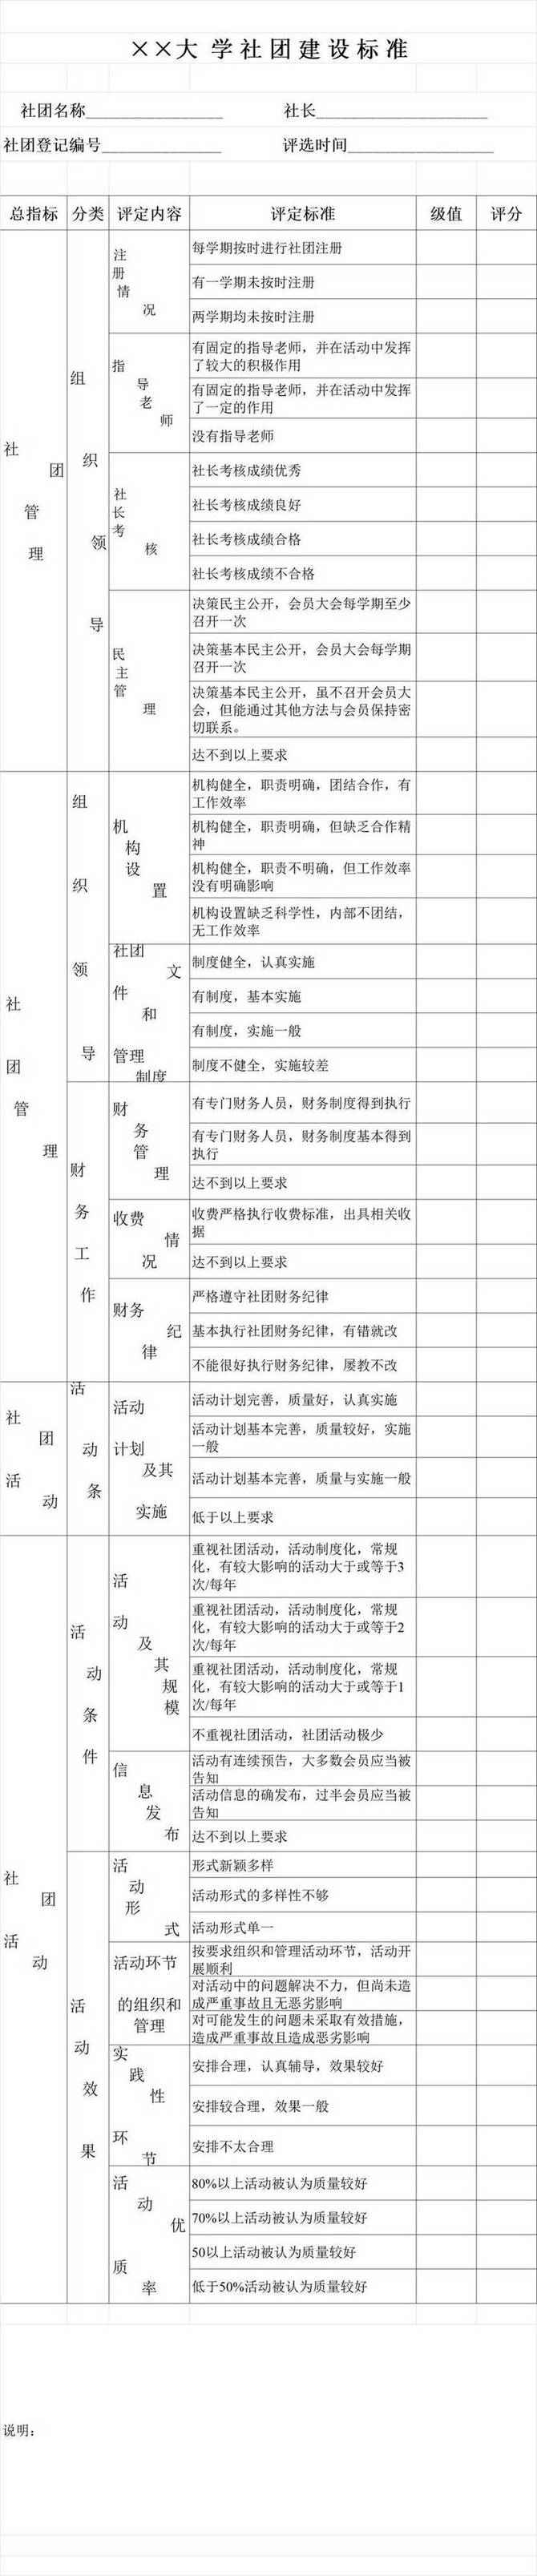 ××大 学 社 团 建 设 标 准
社团名称________________ 社长________________
社团登记编号______________ 评选时间_________________
总指标 分类 评定内容 评定标准 级值 评分
社团管理
组织领导
注册情况
每学期按时进行社团注册
有一学期未按时注册
两学期均未按时注册
指导老师
有固定的指导老师，并在活动中发挥
了较大的积极作用
有固定的指导老师，并在活动中发挥
了一定的作用
没有指导老师
社长考核
社长考核成绩优秀
社长考核成绩良好
社长考核成绩合格
社长考核成绩不合格
民主管理
决策民主公开，会员大会每学期至少
召开一次
决策基本民主公开，会员大会每学期
召开一次
决策基本民主公开，虽不召开会员大
会，但能通过其他方法与会员保持密
切联系。
达不到以上要求
社团管理
组织领导
机构设置
机构健全，职责明确，团结合作，有
工作效率
机构健全，职责明确，但缺乏合作精
神
机构健全，职责不明确，但工作效率
没有明确影响
机构设置缺乏科学性，内部不团结，
无工作效率
社团文件和管理制度
制度健全，认真实施
有制度，基本实施
有制度，实施一般
制度不健全，实施较差
财务工作
财务管理
有专门财务人员，财务制度得到执行
有专门财务人员，财务制度基本得到
执行
达不到以上要求
收费情况
收费严格执行收费标准，出具相关收
据
达不到以上要求
财务纪律
严格遵守社团财务纪律
基本执行社团财务纪律，有错就改
不能很好执行财务纪律，屡教不改
社团活动
活动条
活动计划及其实施
活动计划完善，质量好，认真实施
活动计划基本完善，质量较好，实施
一般
活动计划基本完善，质量与实施一般
低于以上要求
社团活动
活动条件
活动及其规模
重视社团活动，活动制度化，常规
化，有较大影响的活动大于或等于3
次/每年
重视社团活动，活动制度化，常规
化，有较大影响的活动大于或等于2
次/每年
重视社团活动，活动制度化，常规
化，有较大影响的活动大于或等于1
次/每年
不重视社团活动，社团活动极少
信息发布
活动有连续预告，大多数会员应当被
告知
活动信息的确发布，过半会员应当被
告知
达不到以上要求
活动效果
活动形式
形式新颖多样
活动形式的多样性不够
活动形式单一
活动环节的组织和管理
按要求组织和管理活动环节，活动开
展顺利
对活动中的问题解决不力，但尚未造
成严重事故且无恶劣影响
对可能发生的问题未采取有效措施，
造成严重事故且造成恶劣影响
实践性环节
安排合理，认真辅导，效果较好
安排较合理，效果一般
安排不太合理
活动优质率
80%以上活动被认为质量较好
70%以上活动被认为质量较好
50以上活动被认为质量较好
低于50%活动被认为质量较好
说明：